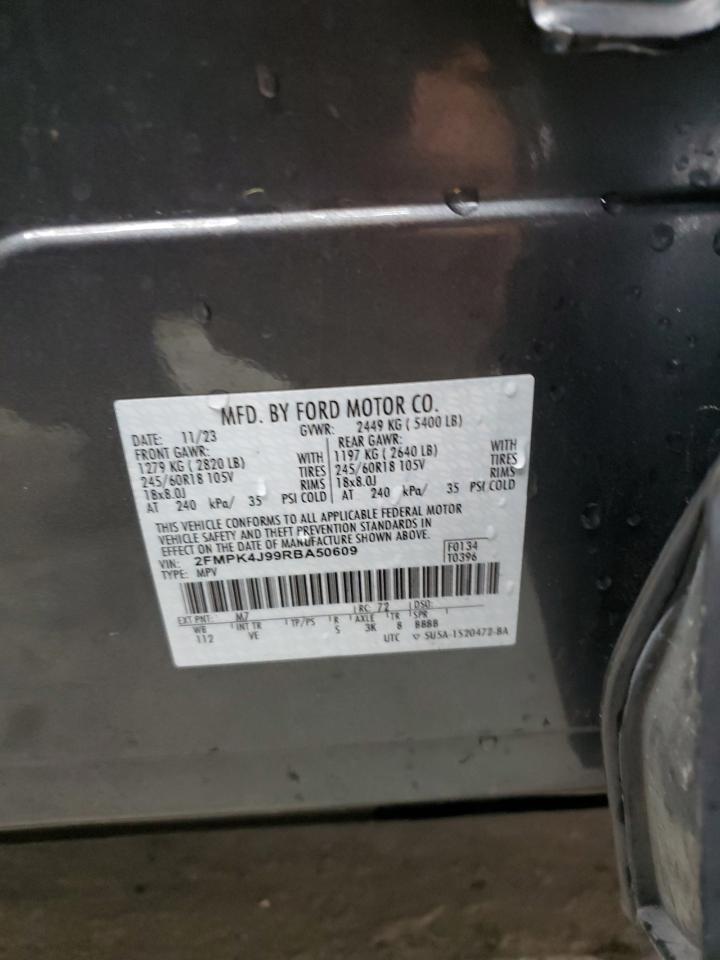 MFD. BY FORD MOTOR CO.
DATE: 11/23 GVWR: 2449 KG ( 5400 LB)
FRONT GAWR: REAR GAWR:
1279 KG ( 2820 LB) WITH 1197 KG ( 2640 LB) WITH
245/60R18 105V TIRES 245/60R18 105V TIRES
18x8.0J RIMS 18x8.0J RIMS
AT 240 kPa/ 35 PSI COLD AT 240 kPa/ 35 PSI COLD
THIS VEHICLE CONFORMS TO ALL APPLICABLE FEDERAL MOTOR
VEHICLE SAFETY AND THEFT PREVENTION STANDARDS IN
EFFECT ON THE DATE OF MANUFACTURE SHOWN ABOVE.
VIN: 2FMPK4J99RBA50609 F0134
TYPE: MPV T0396
EXT PNT: M7 RC: 72 DSO:
WB INT TR TP/PS R AXLE TR SPR
112 VE S 3K 8 BBBB
UTC 5U5A-1520472-BA